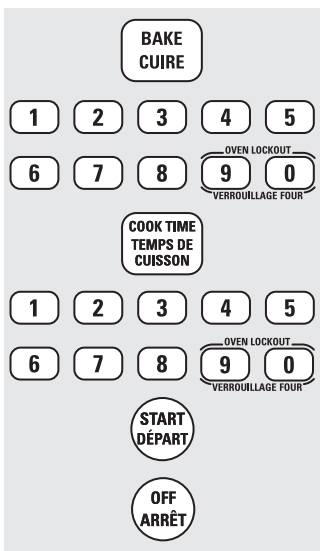 BAKE
CUIRE
1 2 3 4 5
OVEN LOCKOUT
6 7 8 9 0
VERROUILLAGE FOUR
COOK TIME
TEMPS DE
CUISSON
1 2 3 4 5
OVEN LOCKOUT
6 7 8 9 0
VERROUILLAGE FOUR
START
DÉPART
OFF
ARRÊT